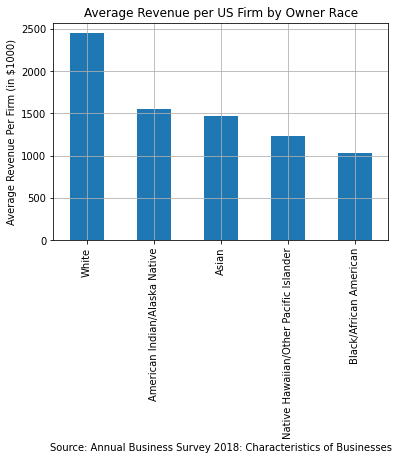 Average Revenue per US Firm by Owner Race
Average Revenue Per Firm (in $1000)
2500
2000
1500
1000
500
0
White
American Indian/Alaska Native
Asian
Native Hawaiian/Other Pacific Islander
Black/African American
Source: Annual Business Survey 2018: Characteristics of Businesses